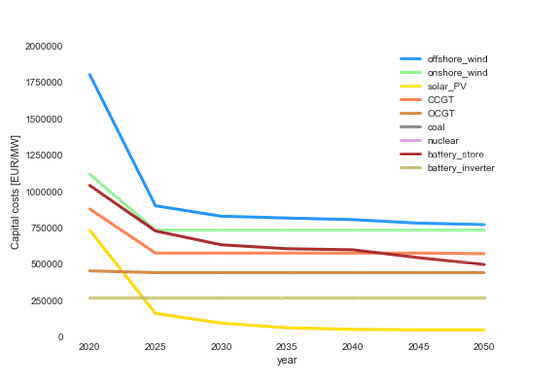 2000000
1750000
1500000
1250000
1000000
750000
500000
250000
0
Capital costs [EUR/MW]
2020 2025 2030 2035 2040 2045 2050
year
offshore_wind
onshore_wind
solar_PV
CCGT
OCGT
coal
nuclear
battery_store
battery_inverter